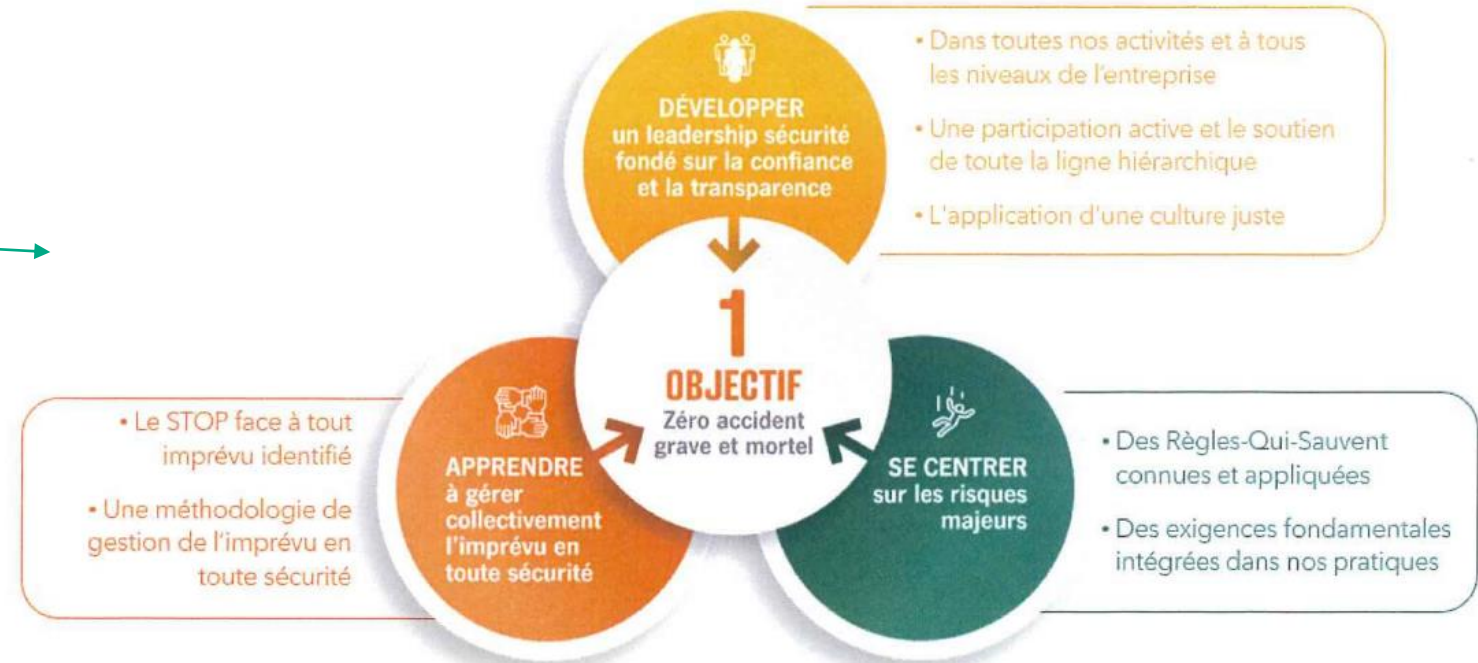 DÉVELOPPER
un leadership sécurité
fondé sur la confiance
et la transparence
• Dans toutes nos activités et à tous
les niveaux de l'entreprise
• Une participation active et le soutien
de toute la ligne hiérarchique
• L'application d'une culture juste
1
OBJECTIF
Zéro accident
grave et mortel
• Le STOP face à tout
imprévu identifié
• Une méthodologie de
gestion de l'imprévu en
toute sécurité
APPRENDRE
à gérer
collectivement
l'imprévu en
toute sécurité
SE CENTRER
sur les risques
majeurs
• Des Règles-Qui-Sauvent
connues et appliquées
• Des exigences fondamentales
intégrées dans nos pratiques